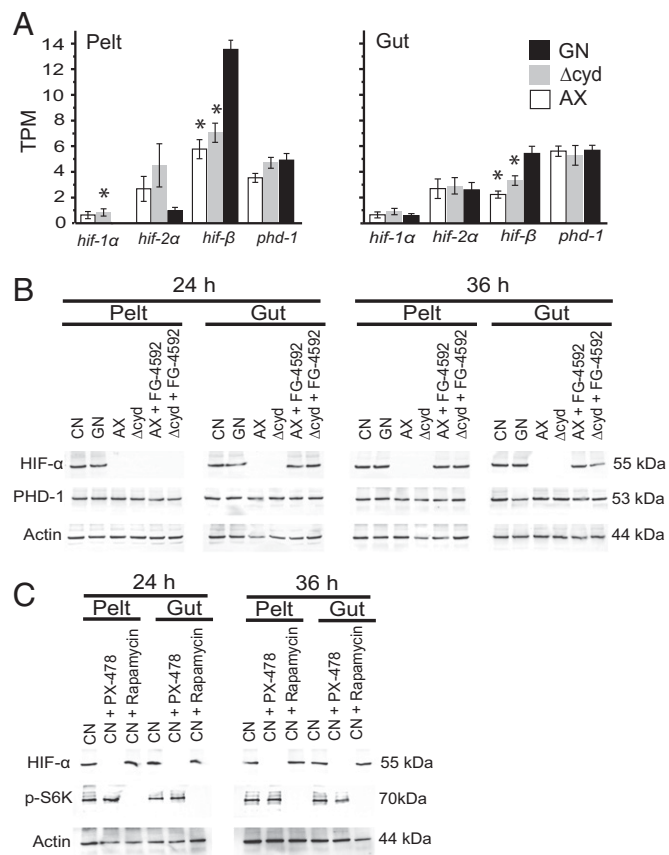 A
Pelt
Gut
GN
Δcyd
AX
TPM
14
12
10
8
6
4
2
0
* * *
* *
hif-1α hif-2α hif-β phd-1
hif-1α hif-2α hif-β phd-1
B
24 h
36 h
Pelt
Gut
Pelt
Gut
CN GN AX Δcyd AX + FG-4592 Δcyd + FG-4592
CN GN AX Δcyd AX + FG-4592 Δcyd + FG-4592
CN GN AX Δcyd AX + FG-4592 Δcyd + FG-4592
CN GN AX Δcyd AX + FG-4592 Δcyd + FG-4592
HIF-α 55 kDa
PHD-1 53 kDa
Actin 44 kDa
C
24 h
36 h
Pelt
Gut
Pelt
Gut
CN CN + PX-478 CN + Rapamycin
CN CN + PX-478 CN + Rapamycin
CN CN + PX-478 CN + Rapamycin
CN CN + PX-478 CN + Rapamycin
HIF-α 55 kDa
p-S6K 70kDa
Actin 44 kDa